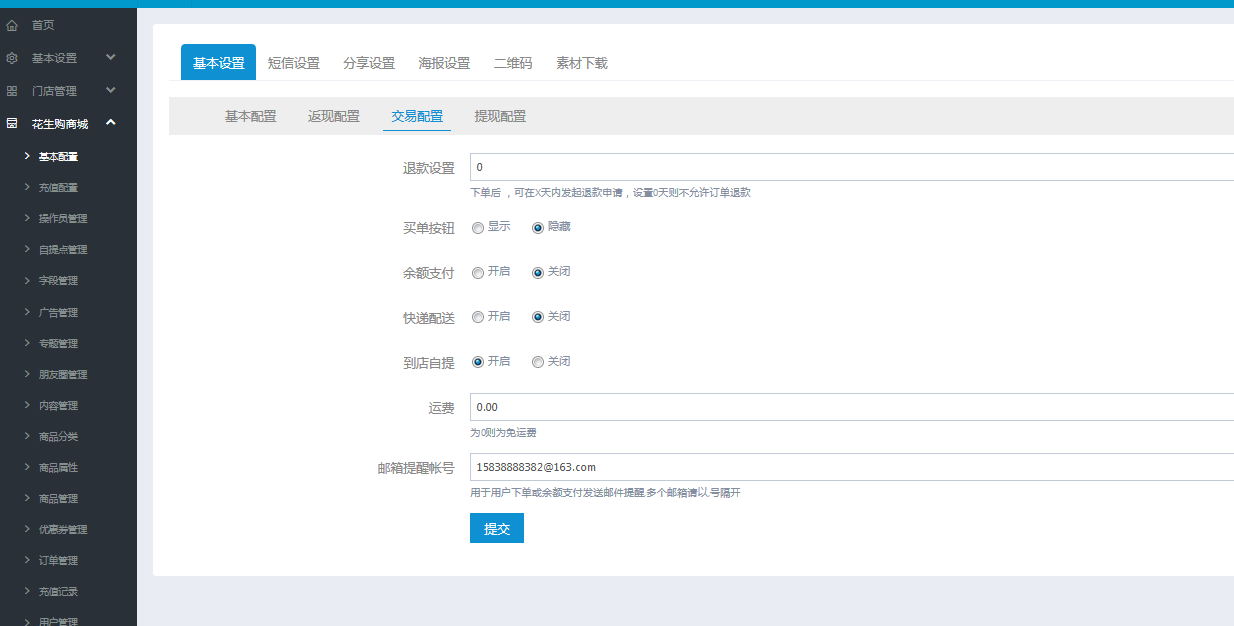 首页
基本设置
门店管理
花生购商城
基本配置
充值配置
操作员管理
自提点管理
字段管理
广告管理
专题管理
朋友圈管理
内容管理
商品分类
商品属性
商品管理
优惠券管理
订单管理
充值记录
用户管理
基本设置 短信设置 分享设置 海报设置 二维码 素材下载
基本配置 返现配置 交易配置 提现配置
退款设置 0
下单后，可在X天内发起退款申请，设置0天则不允许订单退款
买单按钮 显示 隐藏
余额支付 开启 关闭
快递配送 开启 关闭
到店自提 开启 关闭
运费 0.00
为0则为免运费
邮箱提醒帐号 15838888382@163.com
用于用户下单或余额支付发送邮件提醒,多个邮箱请以,号隔开
提交